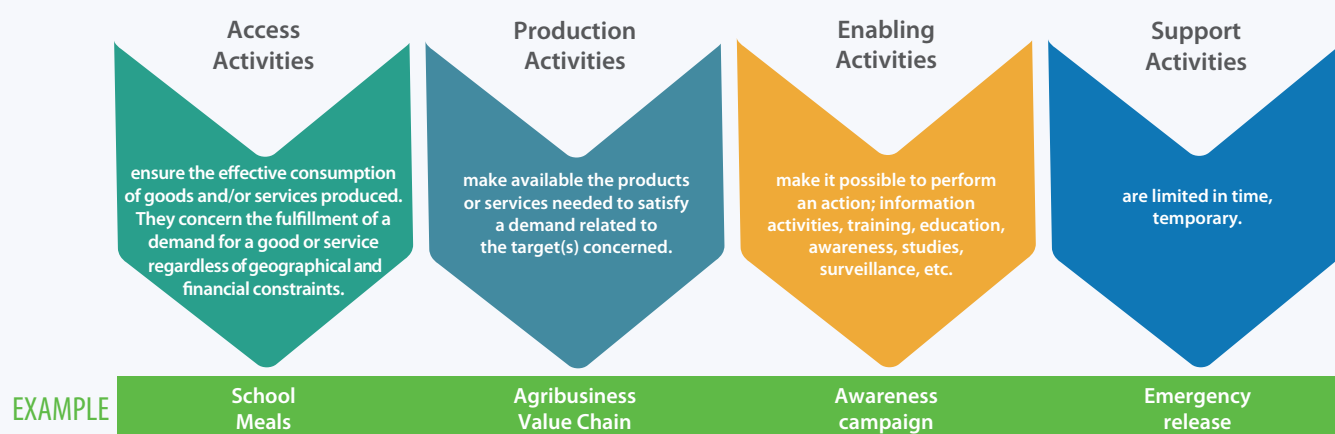 Access
Activities
ensure the effective consumption
of goods and/or services produced.
They concern the fulfillment of a
demand for a good or service
regardless of geographical and
financial constraints.
Production
Activities
make available the products
or services needed to satisfy
a demand related to
the target(s) concerned.
Enabling
Activities
make it possible to perform
an action; information
activities, training, education,
awareness, studies,
surveillance, etc.
Support
Activities
are limited in time,
temporary.
EXAMPLE
School
Meals
Agribusiness
Value Chain
Awareness
campaign
Emergency
release